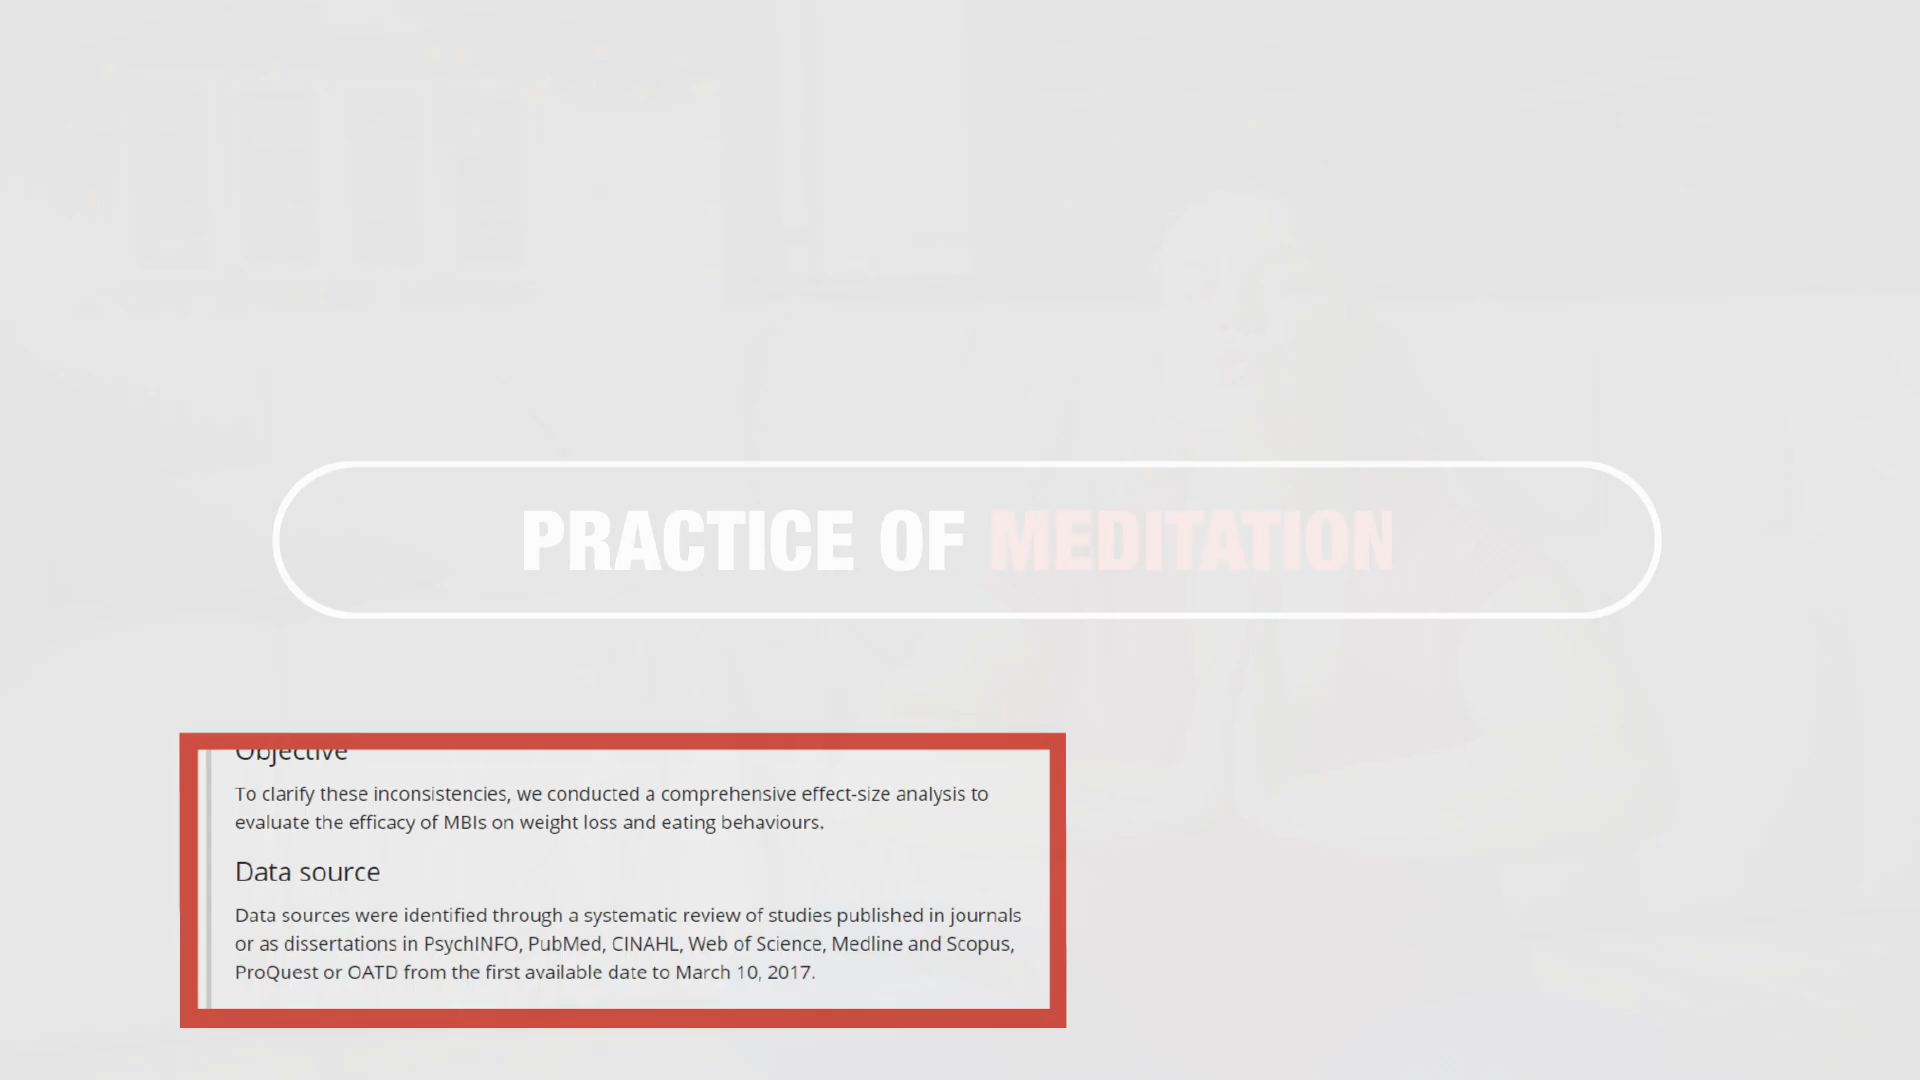 PRACTICE OF MEDITATION
Objective
To clarify these inconsistencies, we conducted a comprehensive effect-size analysis to
evaluate the efficacy of MBIs on weight loss and eating behaviours.
Data source
Data sources were identified through a systematic review of studies published in journals
or as dissertations in PsychINFO, PubMed, CINAHL, Web of Science, Medline and Scopus,
ProQuest or OATD from the first available date to March 10, 2017.